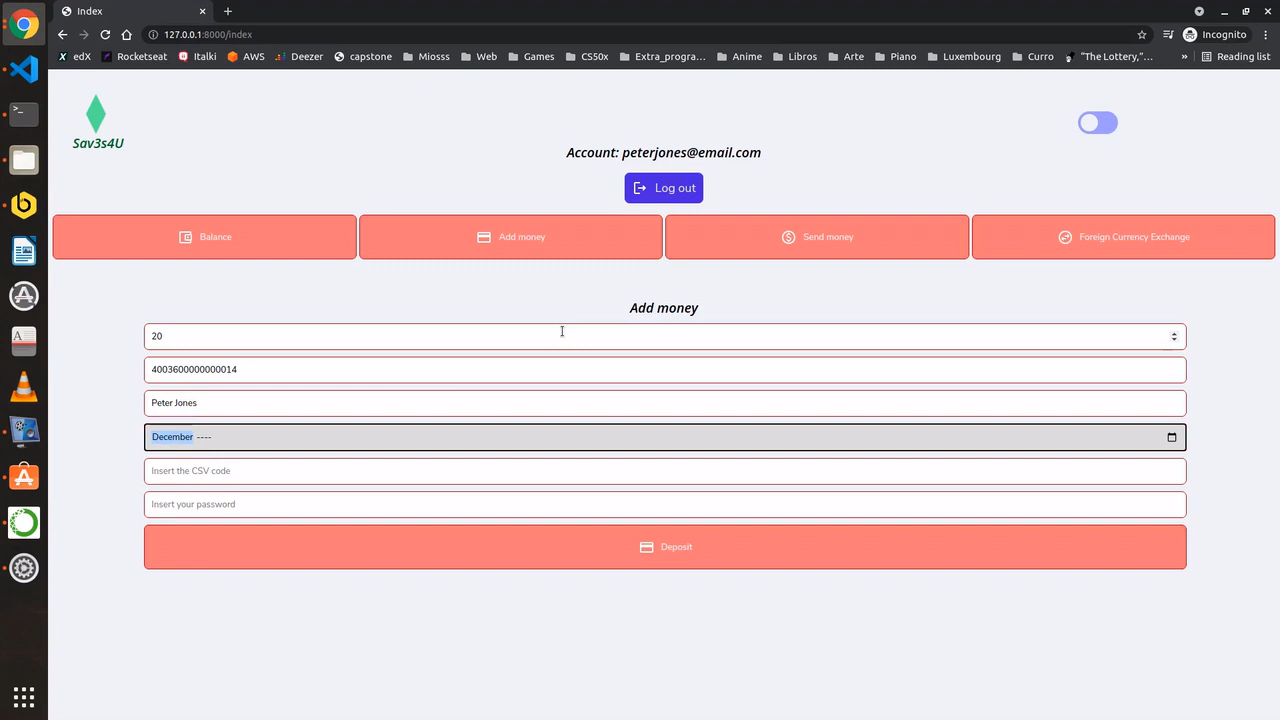 Index
127.0.0.1:8000/index
Incognito
edX
Rocketseat
Italki
AWS
Deezer
capstone
Miosss
Web
Games
CS50x
Extra_progra...
Anime
Libros
Arte
Piano
Luxembourg
Curro
"The Lottery,"...
»
Reading list
Sav3s4U
Account: peterjones@email.com
Log out
Balance
Add money
Send money
Foreign Currency Exchange
Add money
20
4003600000000014
Peter Jones
December ----
Insert the CSV code
Insert your password
Deposit